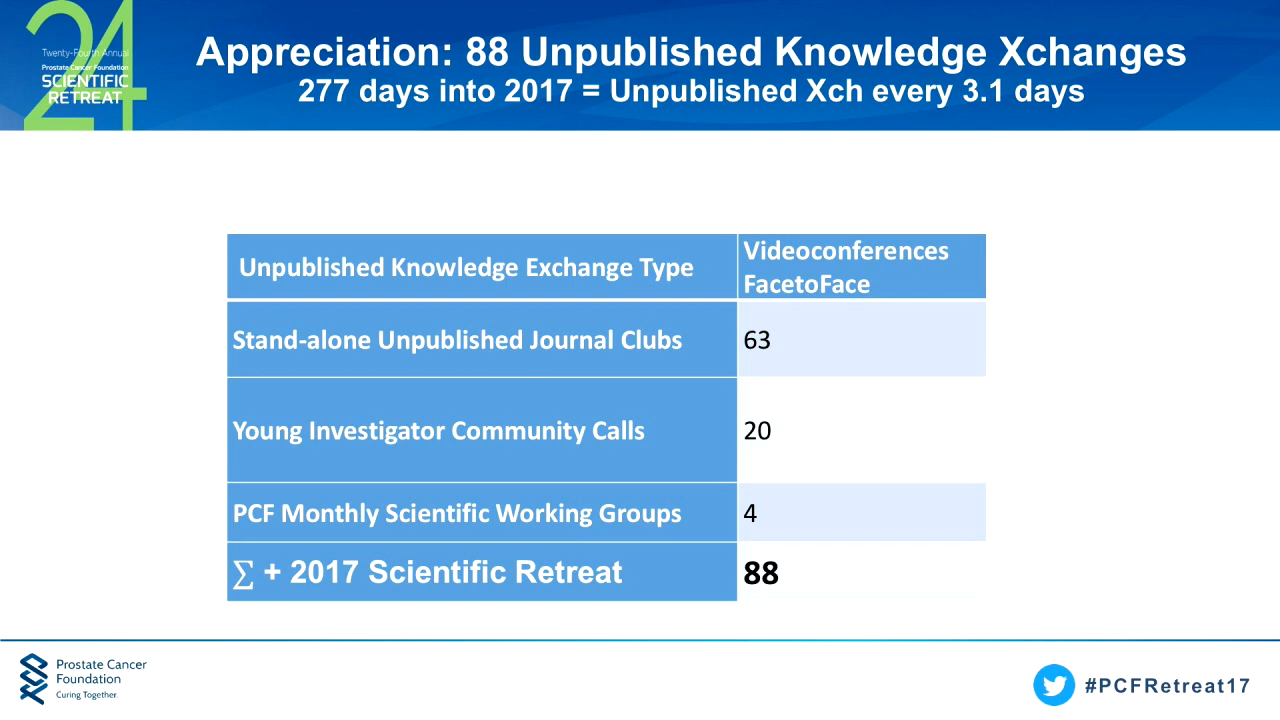 24
Twenty-Fourth Annual
Prostate Cancer Foundation
SCIENTIFIC
RETREAT
Appreciation: 88 Unpublished Knowledge Xchanges
277 days into 2017 = Unpublished Xch every 3.1 days
Unpublished Knowledge Exchange Type
Videoconferences
FacetoFace
Stand-alone Unpublished Journal Clubs
63
Young Investigator Community Calls
20
PCF Monthly Scientific Working Groups
4
∑ + 2017 Scientific Retreat
88
Prostate Cancer
Foundation
Curing Together.
#PCFRetreat17